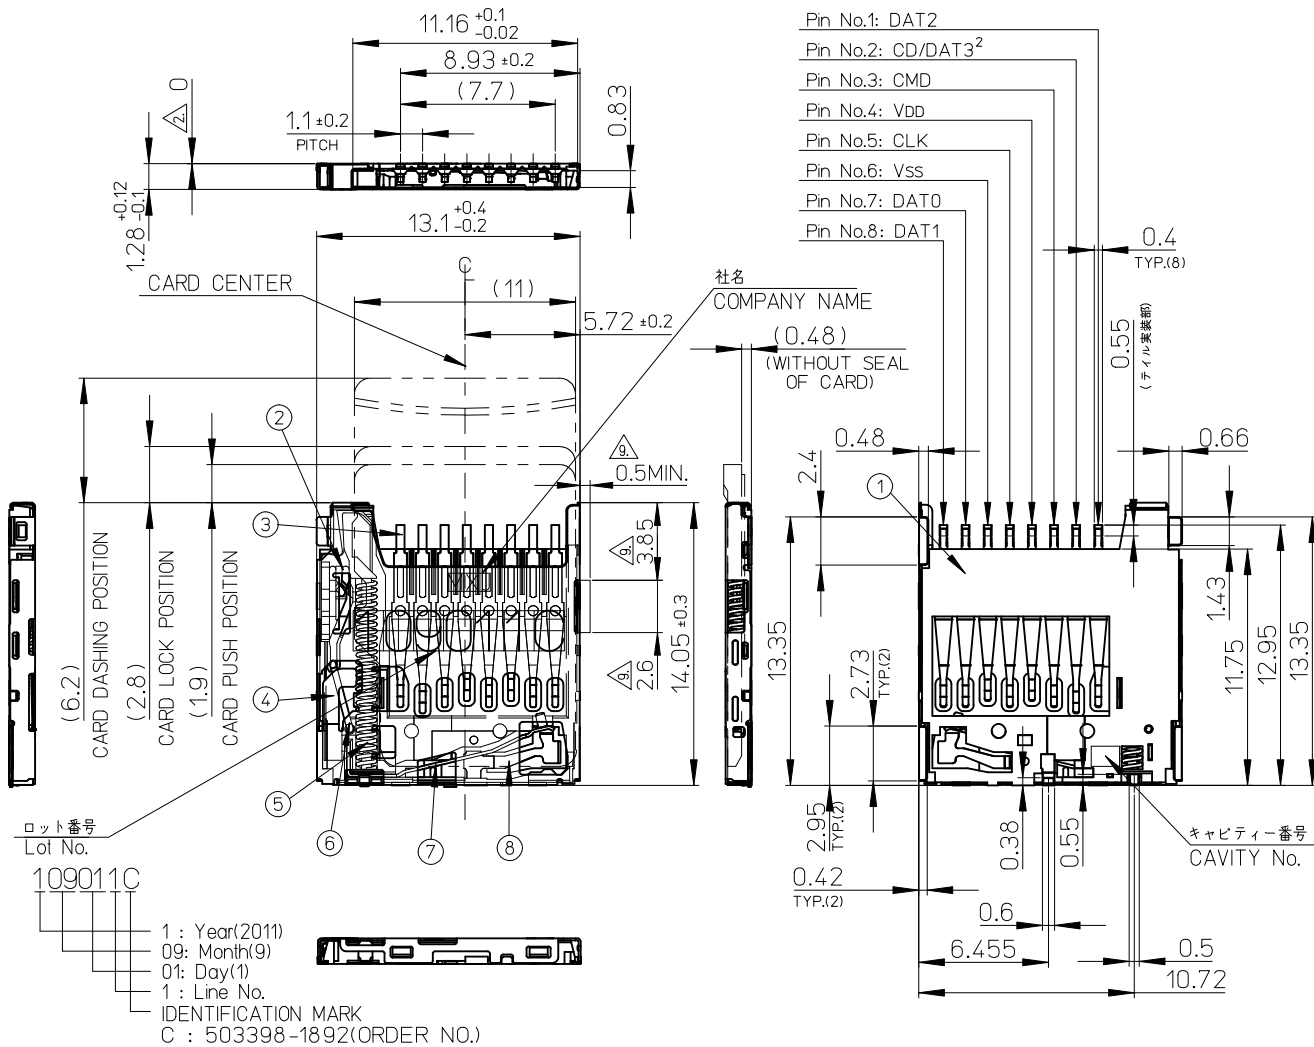 11.16 +0.1 -0.02
8.93 ±0.2
(7.7)
1.1 ±0.2
PITCH
0.83
2. 0
1.28 +0.12 -0.1
13.1 +0.4 -0.2
CARD CENTER
CL
(11)
5.72 ±0.2
社名
COMPANY NAME
(0.48)
(WITHOUT SEAL
OF CARD)
Pin No.1: DAT2
Pin No.2: CD/DAT3²
Pin No.3: CMD
Pin No.4: VDD
Pin No.5: CLK
Pin No.6: VSS
Pin No.7: DAT0
Pin No.8: DAT1
0.4
TYP.(8)
0.55
(テイル実装部)
0.48
2.4
0.66
1
2
3
4
5
6
7
8
9.
0.5MIN.
9.
3.85
9.
2.6
14.05 ±0.3
(6.2)
CARD DASHING POSITION
(2.8)
CARD LOCK POSITION
(1.9)
CARD PUSH POSITION
13.35
2.73
TYP.(2)
2.95
TYP.(2)
1.43
11.75
12.95
13.35
0.38
0.55
0.42
TYP.(2)
0.6
6.455
0.5
10.72
キャビティー番号
CAVITY No.
ロット番号
Lot No.
109011C
1 : Year(2011)
09: Month(9)
01: Day(1)
1 : Line No.
IDENTIFICATION MARK
C : 503398-1892(ORDER NO.)